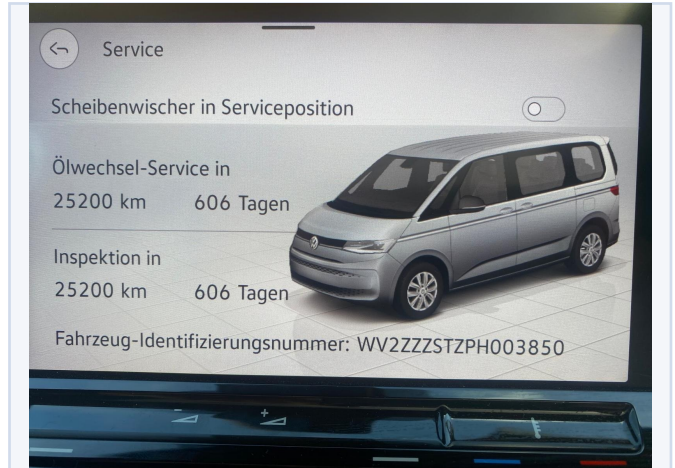 Service
Scheibenwischer in Serviceposition
Ölwechsel-Service in
25200 km 606 Tagen
Inspektion in
25200 km 606 Tagen
Fahrzeug-Identifizierungsnummer: WV2ZZZSTZPH003850